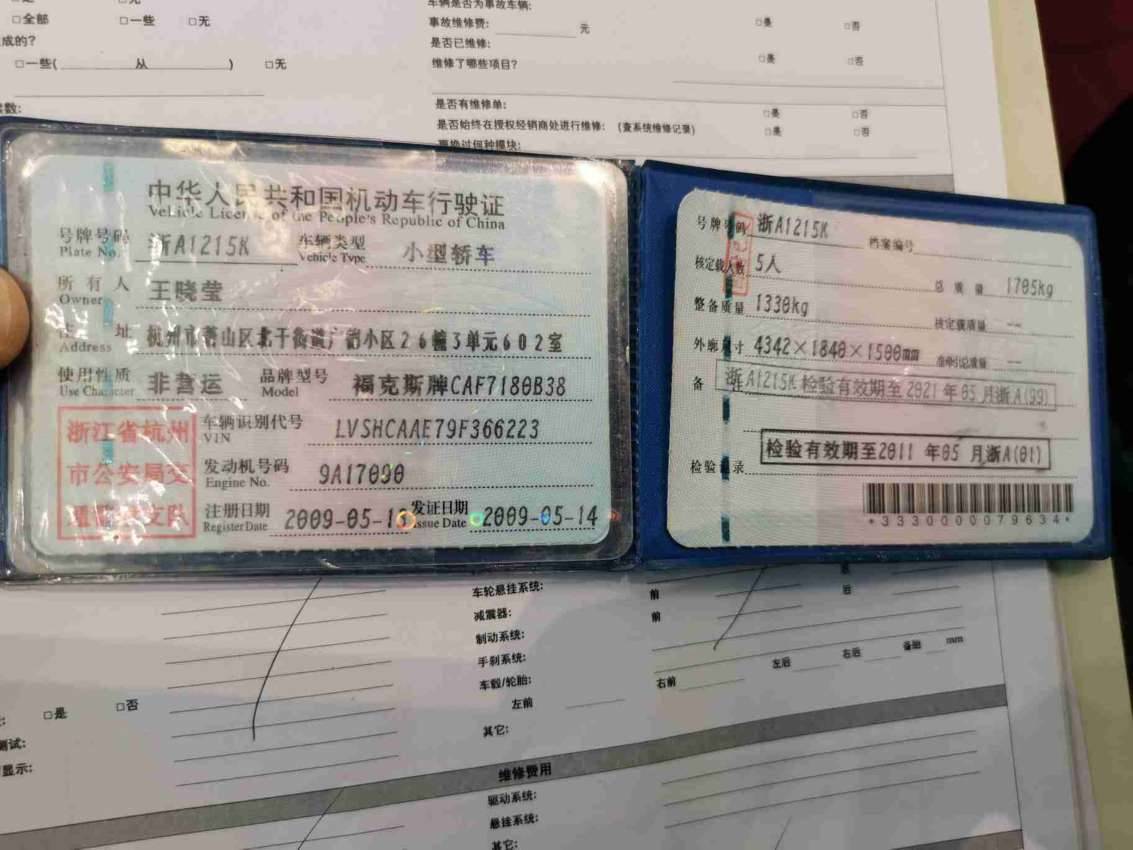 □全部 □一些 □无
成的?
□一些( 从 ) □无
车辆是否为事故车辆:
事故维修费: 元 □是 □否
是否已维修:
维修了哪些项目? □是 □否
是否有维修单: □是 □否
是否始终在授权经销商处进行维修: (查系统维修记录) □是 □否
中华人民共和国机动车行驶证
Vehicle License of the People's Republic of China
号牌号码 浙A1215K 车辆类型 小型轿车
Plate No. Vehicle Type
所有人 王晓莹
Owner
住址 杭州市萧山区北干街道广诰小区26幢3单元602室
Address
使用性质 非营运 品牌型号 福克斯牌CAF7180B38
Use Character Model
浙江省杭州
市公安局交
通警察支队
车辆识别代号 LVSHCAAE79F366223
VIN
发动机号码 9A17090
Engine No.
注册日期 2009-05-1 发证日期 2009-05-14
Register Date Issue Date
号牌号码 浙A1215K 档案编号
核定载人数 5人 总质量 1705kg
整备质量 1330kg 核定载质量 --
外廓尺寸 4342×1840×1500mm 准牵引总质量 --
备 浙A1215K 检验有效期至 2021 年 05 月浙A(99)
检验记录 检验有效期至2011 年05 月浙A(01)
*3330000079634*
车轮悬挂系统: 前 后
减震器: 前
制动系统:
手刹系统:
车毂/轮胎: 右前 左后 右后 备胎 mm
左前
□是 □否
其它:
测试:
显示:
维修费用
驱动系统:
悬挂系统:
其它: